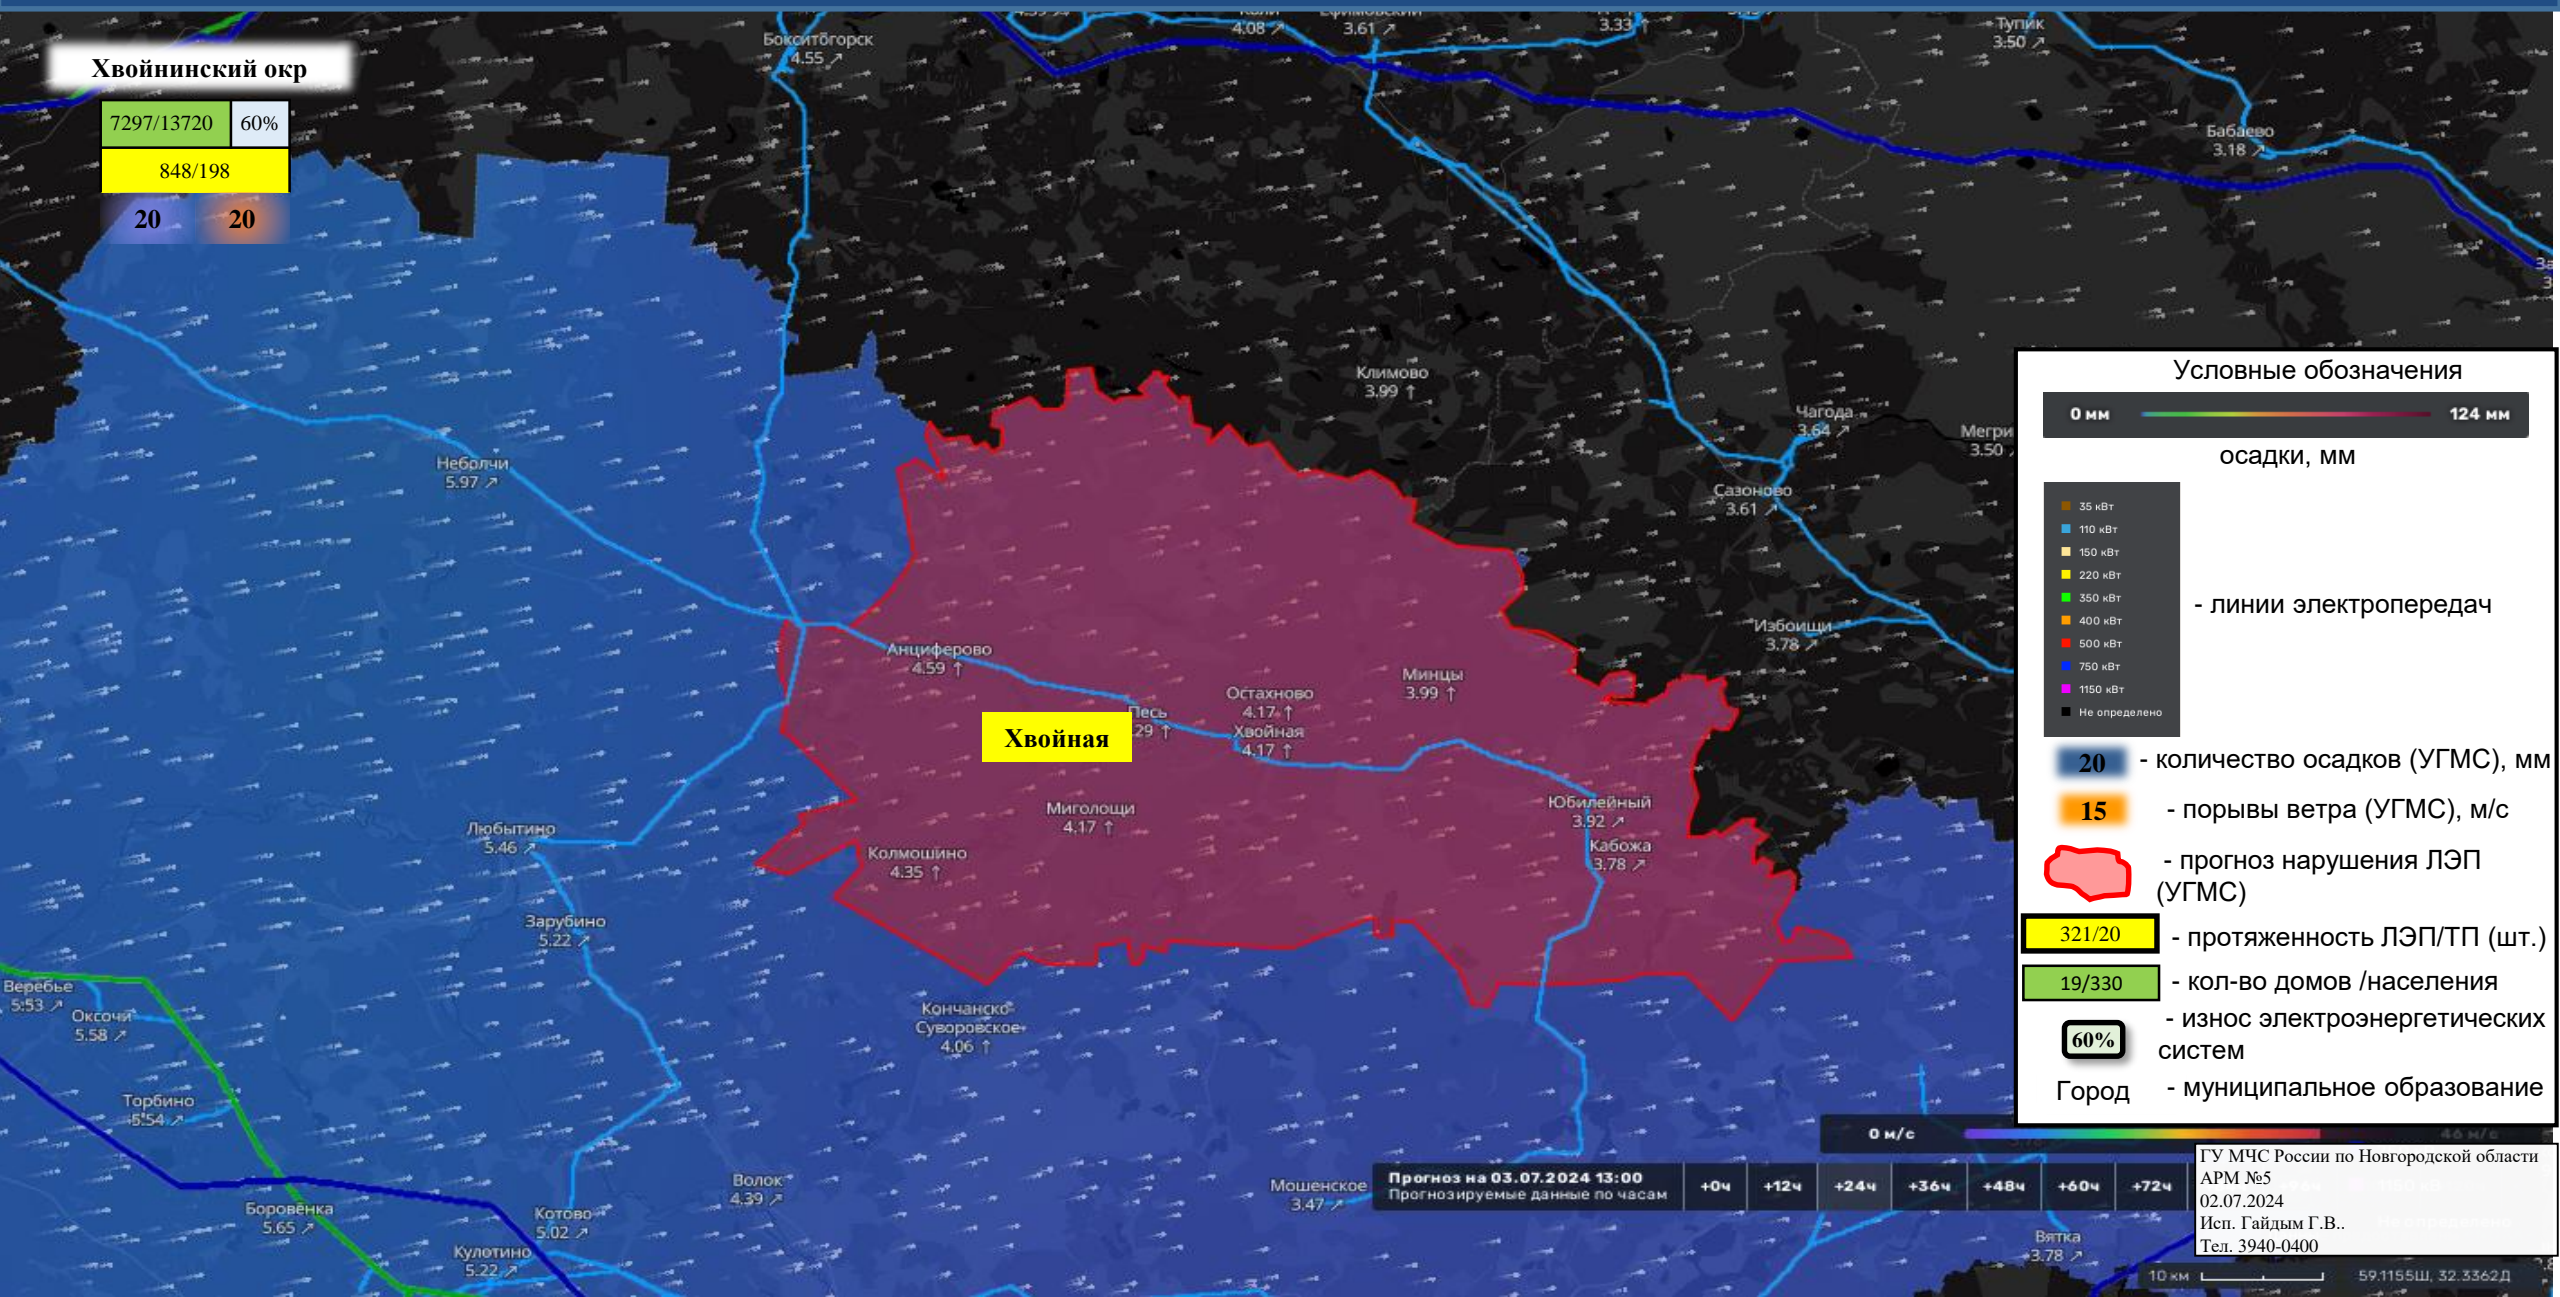 Хвойнинский окр
7297/13720 60%
848/198
20 20
Бокситогорск
4.55 ↗
4.08 ↗
3.61 ↗
3.33 ↑
Тупик
3.50 ↗
Бабаево
3.18 ↗
Климово
3.99 ↑
Чагода
3.64 ↗
Мегри
3.50
Сазоново
3.61 ↗
Избоищи
3.78 ↗
Неболчи
5.97 ↗
Анциферово
4.59 ↑
Минцы
3.99 ↑
Остахново
4.17 ↑
Песь
.29 ↑
Хвойная
4.17 ↑
Хвойная
Миголощи
4.17 ↑
Юбилейный
3.92 ↗
Кабожа
3.78 ↗
Колмошино
4.35 ↑
Любытино
5.46 ↗
Зарубино
5.22 ↗
Веребье
5.53 ↗
Оксочи
5.58 ↗
Кончанско-
Суворовское
4.06 ↑
Торбино
5.54 ↗
Боровёнка
5.65 ↗
Котово
5.02 ↗
Кулотино
5.22 ↗
Волок
4.39 ↗
Мошенское
3.47 ↗
Вятка
3.78 ↗
Условные обозначения
0 мм 124 мм
осадки, мм
35 кВт
110 кВт
150 кВт
220 кВт
350 кВт
400 кВт
500 кВт
750 кВт
1150 кВт
Не определено
- линии электропередач
20 - количество осадков (УГМС), мм
15 - порывы ветра (УГМС), м/с
- прогноз нарушения ЛЭП
(УГМС)
321/20 - протяженность ЛЭП/ТП (шт.)
19/330 - кол-во домов /населения
60% - износ электроэнергетических
систем
Город - муниципальное образование
0 м/с 46 м/с
Прогноз на 03.07.2024 13:00
Прогнозируемые данные по часам
+0ч +12ч +24ч +36ч +48ч +60ч +72ч
ГУ МЧС России по Новгородской области
АРМ №5
02.07.2024
Исп. Гайдым Г.В..
Тел. 3940-0400
10 км 59.1155Ш, 32.3362Д